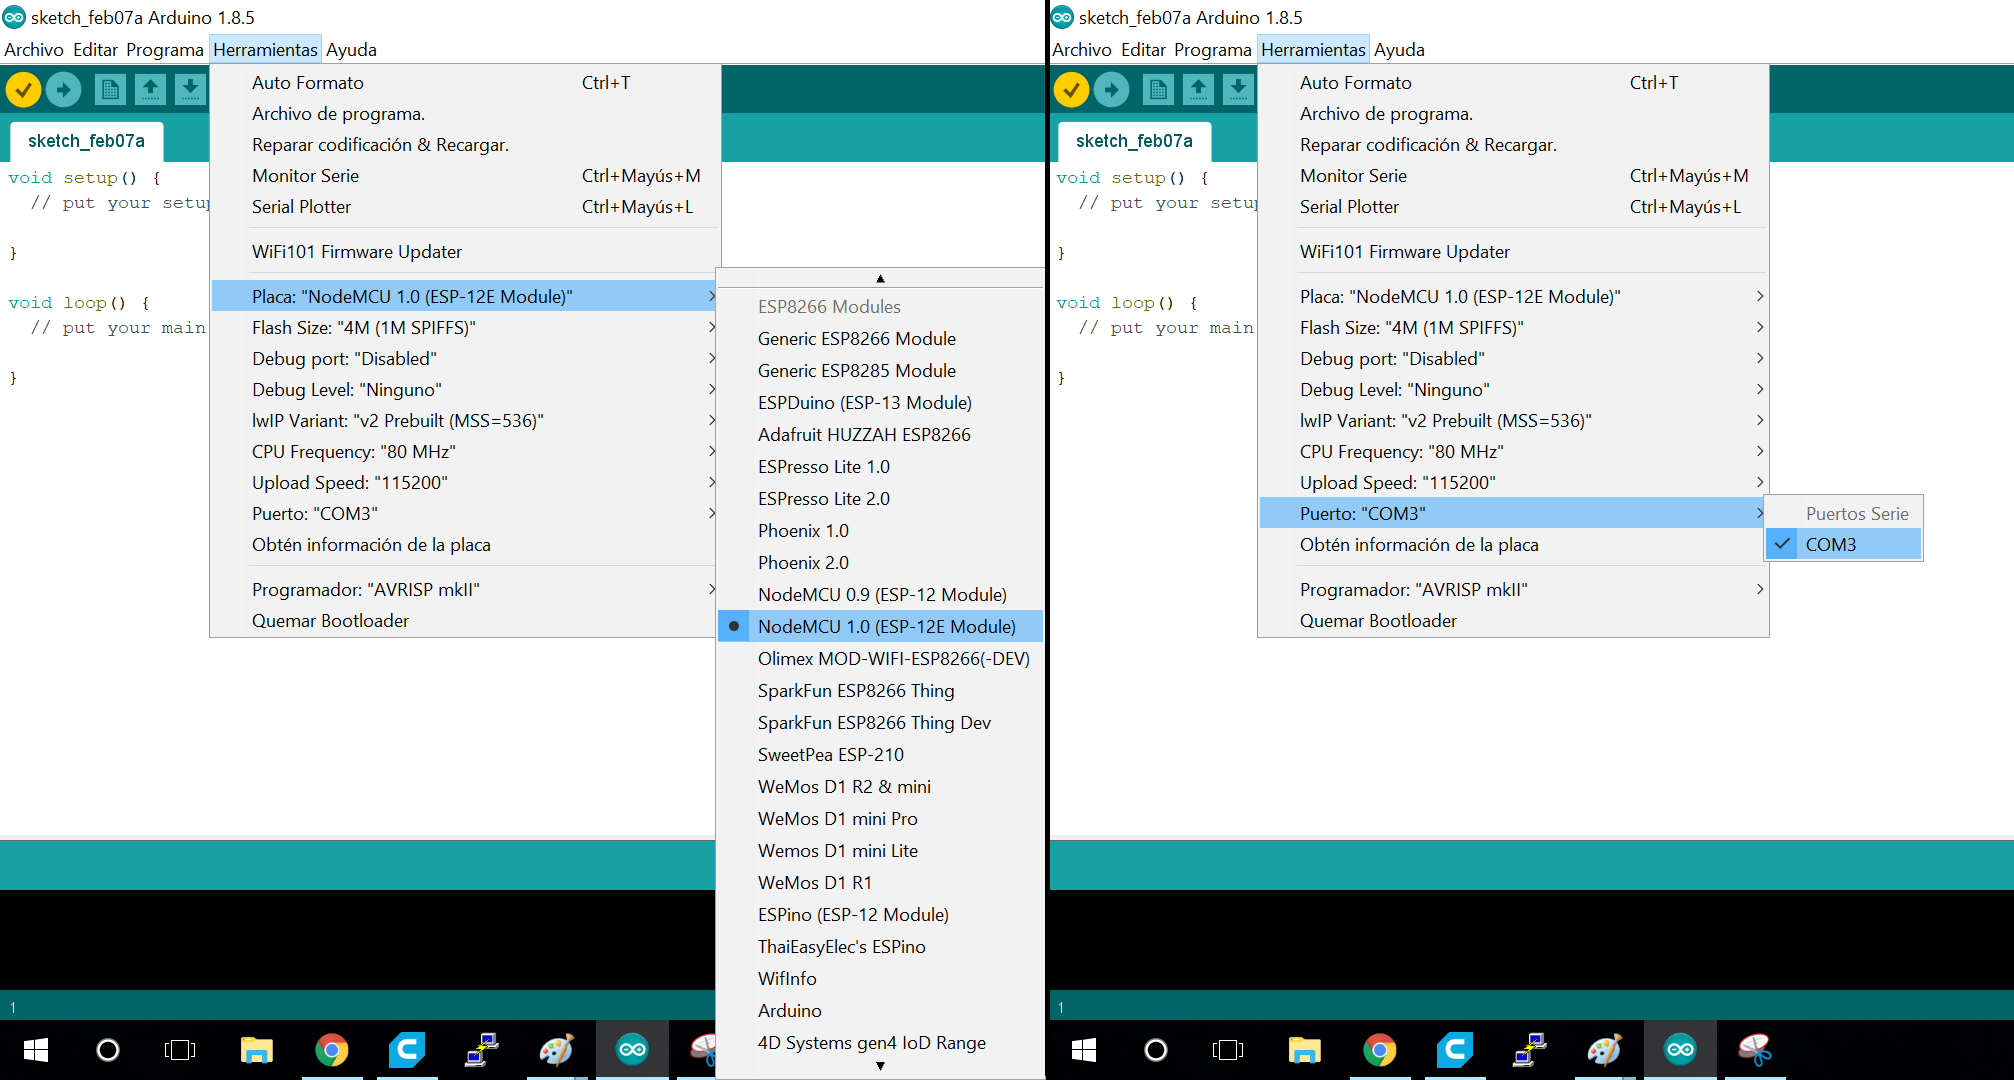 sketch_feb07a Arduino 1.8.5
Archivo Editar Programa Herramientas Ayuda
Auto Formato Ctrl+T
Archivo de programa.
Reparar codificación & Recargar.
Monitor Serie Ctrl+Mayús+M
Serial Plotter Ctrl+Mayús+L
WiFi101 Firmware Updater
Placa: "NodeMCU 1.0 (ESP-12E Module)"
Flash Size: "4M (1M SPIFFS)"
Debug port: "Disabled"
Debug Level: "Ninguno"
lwIP Variant: "v2 Prebuilt (MSS=536)"
CPU Frequency: "80 MHz"
Upload Speed: "115200"
Puerto: "COM3"
Obtén información de la placa
Programador: "AVRISP mkII"
Quemar Bootloader
sketch_feb07a
void setup() {
// put your setup
}
void loop() {
// put your main
}
ESP8266 Modules
Generic ESP8266 Module
Generic ESP8285 Module
ESPDuino (ESP-13 Module)
Adafruit HUZZAH ESP8266
ESPresso Lite 1.0
ESPresso Lite 2.0
Phoenix 1.0
Phoenix 2.0
NodeMCU 0.9 (ESP-12 Module)
NodeMCU 1.0 (ESP-12E Module)
Olimex MOD-WIFI-ESP8266(-DEV)
SparkFun ESP8266 Thing
SparkFun ESP8266 Thing Dev
SweetPea ESP-210
WeMos D1 R2 & mini
WeMos D1 mini Pro
Wemos D1 mini Lite
WeMos D1 R1
ESPino (ESP-12 Module)
ThaiEasyElec's ESPino
WifInfo
Arduino
4D Systems gen4 IoD Range
1
sketch_feb07a Arduino 1.8.5
Archivo Editar Programa Herramientas Ayuda
Auto Formato Ctrl+T
Archivo de programa.
Reparar codificación & Recargar.
Monitor Serie Ctrl+Mayús+M
Serial Plotter Ctrl+Mayús+L
WiFi101 Firmware Updater
Placa: "NodeMCU 1.0 (ESP-12E Module)"
Flash Size: "4M (1M SPIFFS)"
Debug port: "Disabled"
Debug Level: "Ninguno"
lwIP Variant: "v2 Prebuilt (MSS=536)"
CPU Frequency: "80 MHz"
Upload Speed: "115200"
Puerto: "COM3"
Obtén información de la placa
Programador: "AVRISP mkII"
Quemar Bootloader
sketch_feb07a
void setup() {
// put your setup
}
void loop() {
// put your main
}
Puertos Serie
COM3
1